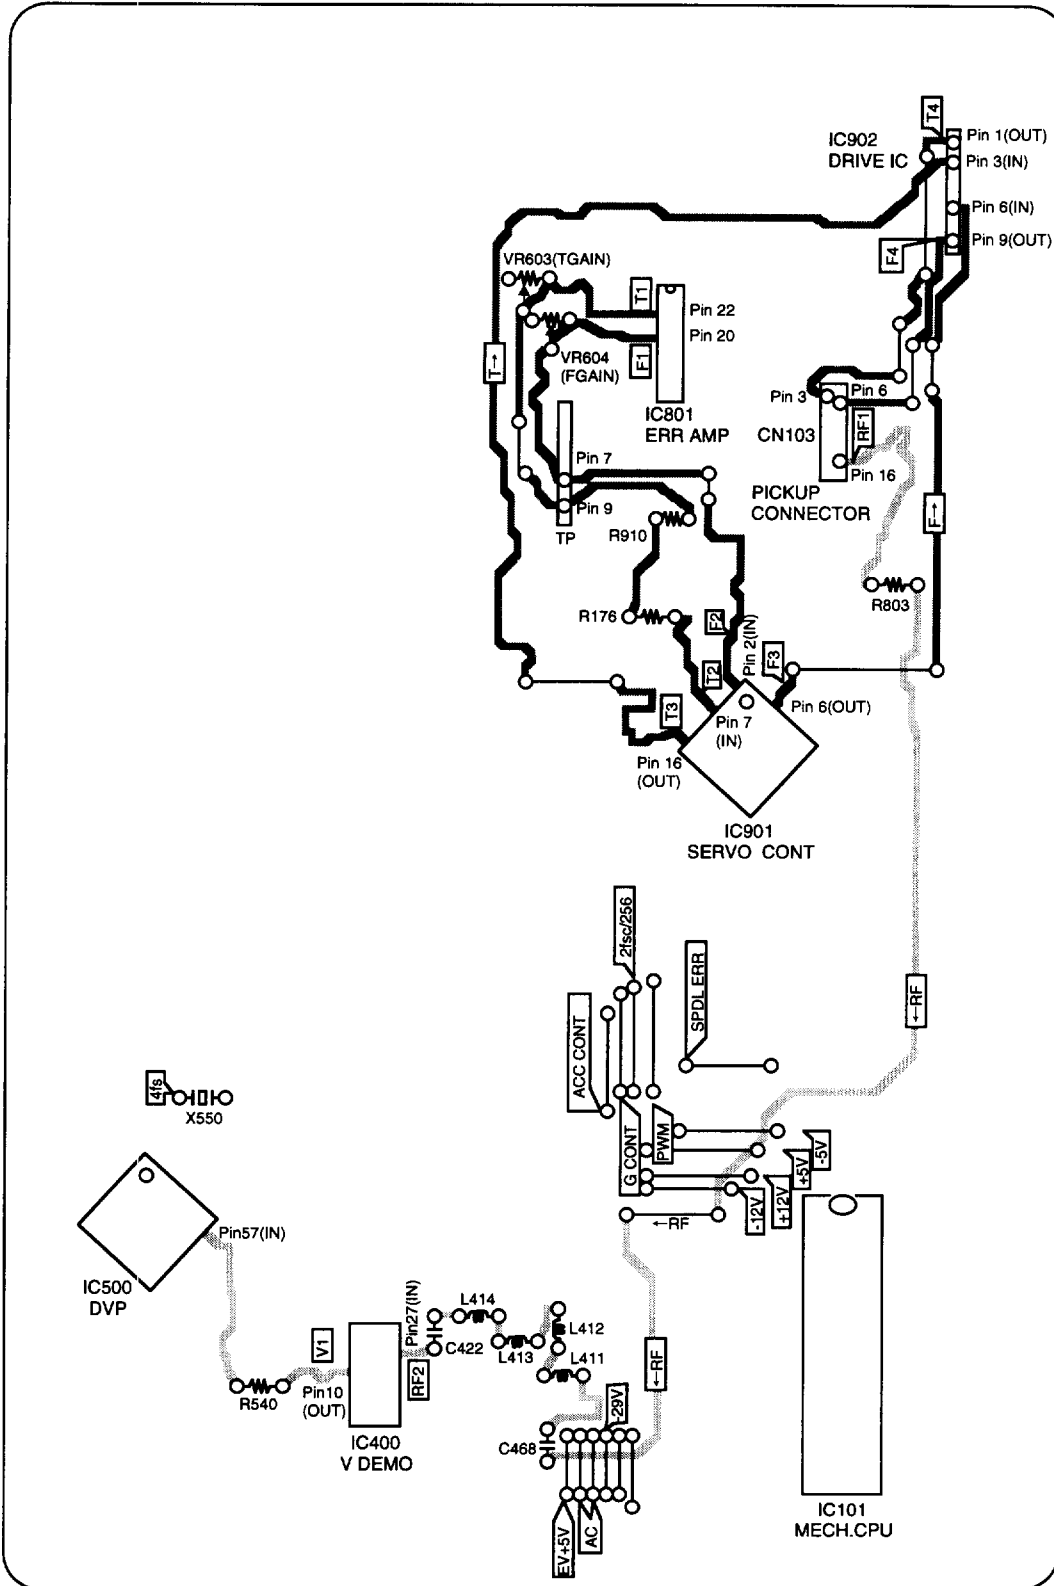 T4
IC902
DRIVE IC
Pin 1(OUT)
Pin 3(IN)
Pin 6(IN)
Pin 9(OUT)
F4
VR603(TGAIN)
T1
Pin 22
Pin 20
T→
VR604
(FGAIN)
F1
IC801
ERR AMP
Pin 3
Pin 6
CN103
RF1
Pin 16
PICKUP
CONNECTOR
Pin 7
Pin 9
TP
R910
F→
R803
R176
F2
Pin 2(IN)
T2
F3
T3
Pin 7
(IN)
Pin 6(OUT)
Pin 16
(OUT)
IC901
SERVO CONT
2fsc/256
SPDL ERR
ACC CONT
←RF
4fs
X550
G CONT
PWM
-5V
+5V
+12V
-12V
←RF
Pin57(IN)
IC500
DVP
Pin27(IN)
L414
L412
C422
L413
L411
V1
RF2
←RF
R540
Pin10
(OUT)
-29V
IC400
V DEMO
C468
IC101
MECH.CPU
EV+5V
AC